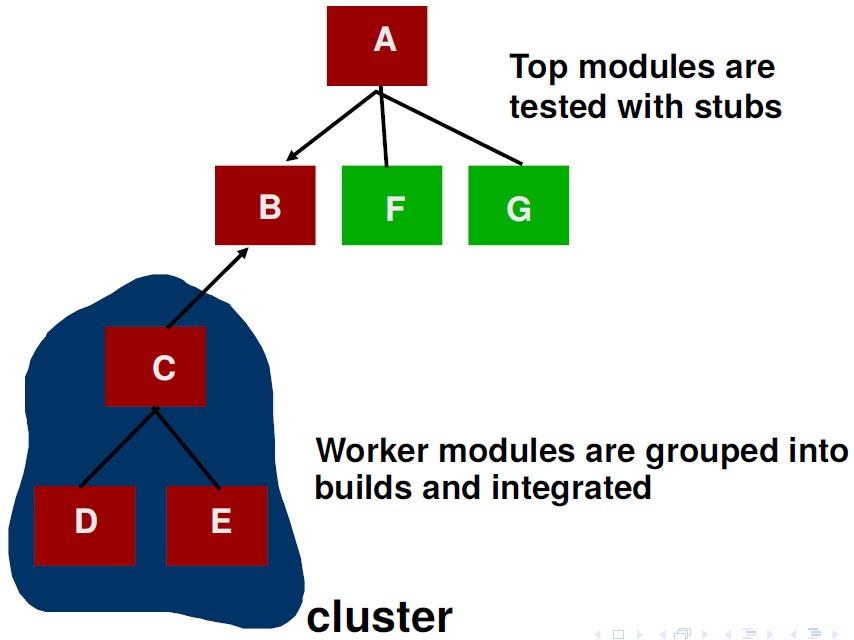 A
Top modules are
tested with stubs
B
F
G
C
Worker modules are grouped into
builds and integrated
D
E
cluster